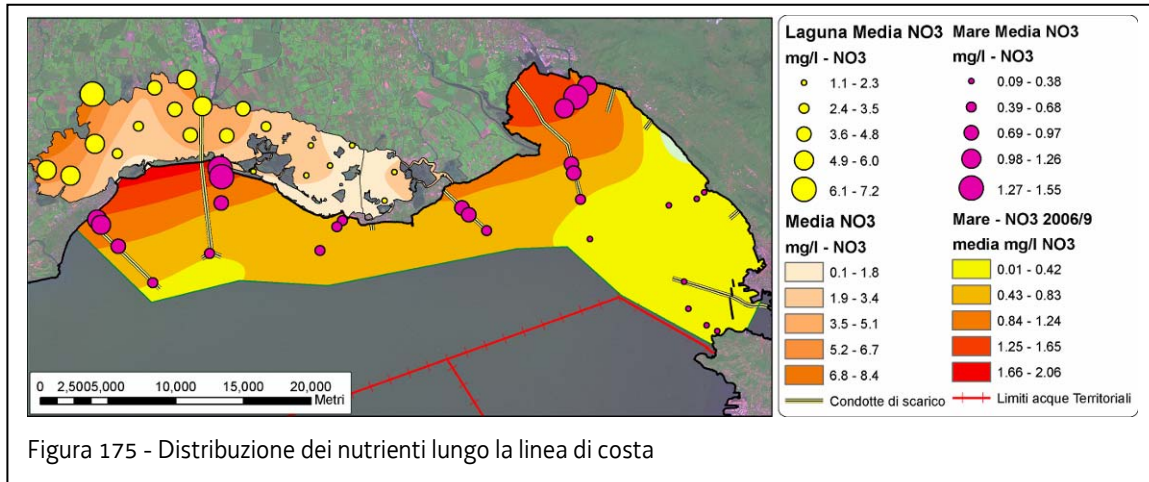 Laguna Media NO3
mg/l - NO3
1.1 - 2.3
2.4 - 3.5
3.6 - 4.8
4.9 - 6.0
6.1 - 7.2
Media NO3
mg/l - NO3
0.1 - 1.8
1.9 - 3.4
3.5 - 5.1
5.2 - 6.7
6.8 - 8.4
Condotte di scarico
Mare Media NO3
mg/l - NO3
0.09 - 0.38
0.39 - 0.68
0.69 - 0.97
0.98 - 1.26
1.27 - 1.55
Mare - NO3 2006/9
media mg/l NO3
0.01 - 0.42
0.43 - 0.83
0.84 - 1.24
1.25 - 1.65
1.66 - 2.06
Limiti acque Territoriali
0 2,5005,000 10,000 15,000 20,000
Metri
Figura 175 - Distribuzione dei nutrienti lungo la linea di costa